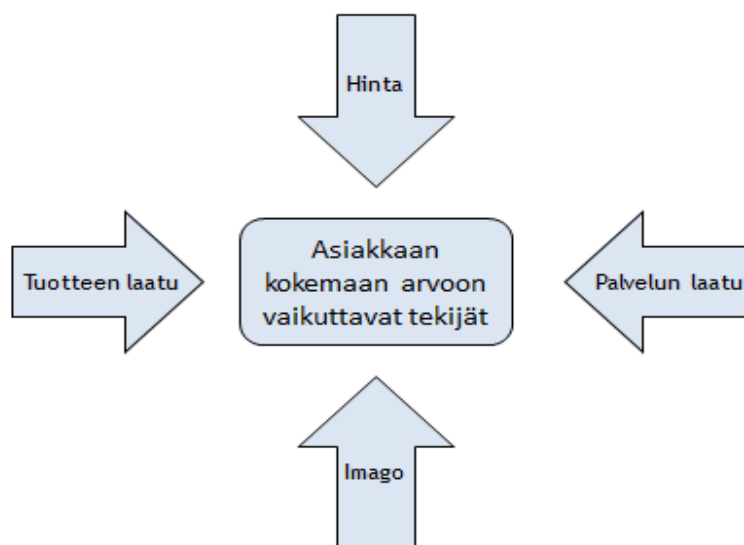 Hinta
Asiakkaan
kokemaan arvoon
vaikuttavat tekijät
Tuotteen laatu
Palvelun laatu
Imago